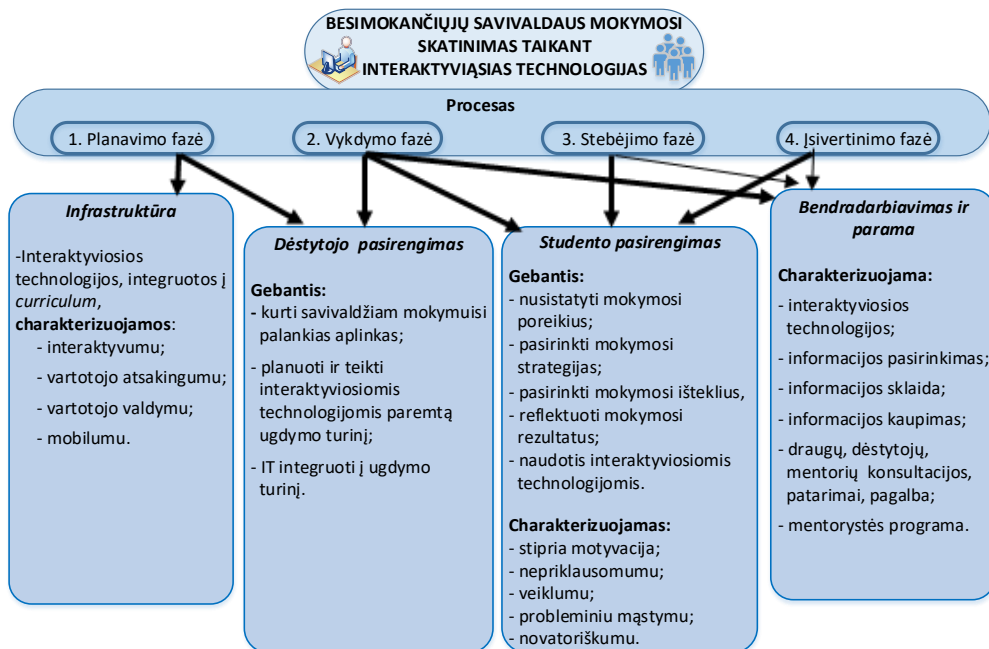 BESIMOKANČIŲJŲ SAVIVALDAUS MOKYMOSI
SKATINIMAS TAIKANT
INTERAKTYVIĄSIAS TECHNOLOGIJAS
Procesas
1. Planavimo fazė
2. Vykdymo fazė
3. Stebėjimo fazė
4. Įsivertinimo fazė
Infrastruktūra
-Interaktyviosios
technologijos, integruotos į
curriculum,
charakterizuojamos:
- interaktyvumu;
- vartotojo atsakingumu;
- vartotojo valdymu;
- mobilumu.
Dėstytojo pasirengimas
Gebantis:
- kurti savivaldžiam mokymuisi
palankias aplinkas;
- planuoti ir teikti
interaktyviosiomis
technologijomis paremtą
ugdymo turinį;
- IT integruoti į ugdymo
turinį.
Studento pasirengimas
Gebantis:
- nusistatyti mokymosi
poreikius;
- pasirinkti mokymosi
strategijas;
- pasirinkti mokymosi išteklius,
- reflektuoti mokymosi
rezultatus;
- naudotis interaktyviosiomis
technologijomis.
Charakterizuojamas:
- stipria motyvacija;
- nepriklausomumu;
- veiklumu;
- probleminiu mąstymu;
- novatoriškumu.
Bendradarbiavimas ir
parama
Charakterizuojama:
- interaktyviosios
technologijos;
- informacijos pasirinkimas;
- informacijos sklaida;
- informacijos kaupimas;
- draugų, dėstytojų,
mentorių konsultacijos,
patarimai, pagalba;
- mentorystės programa.